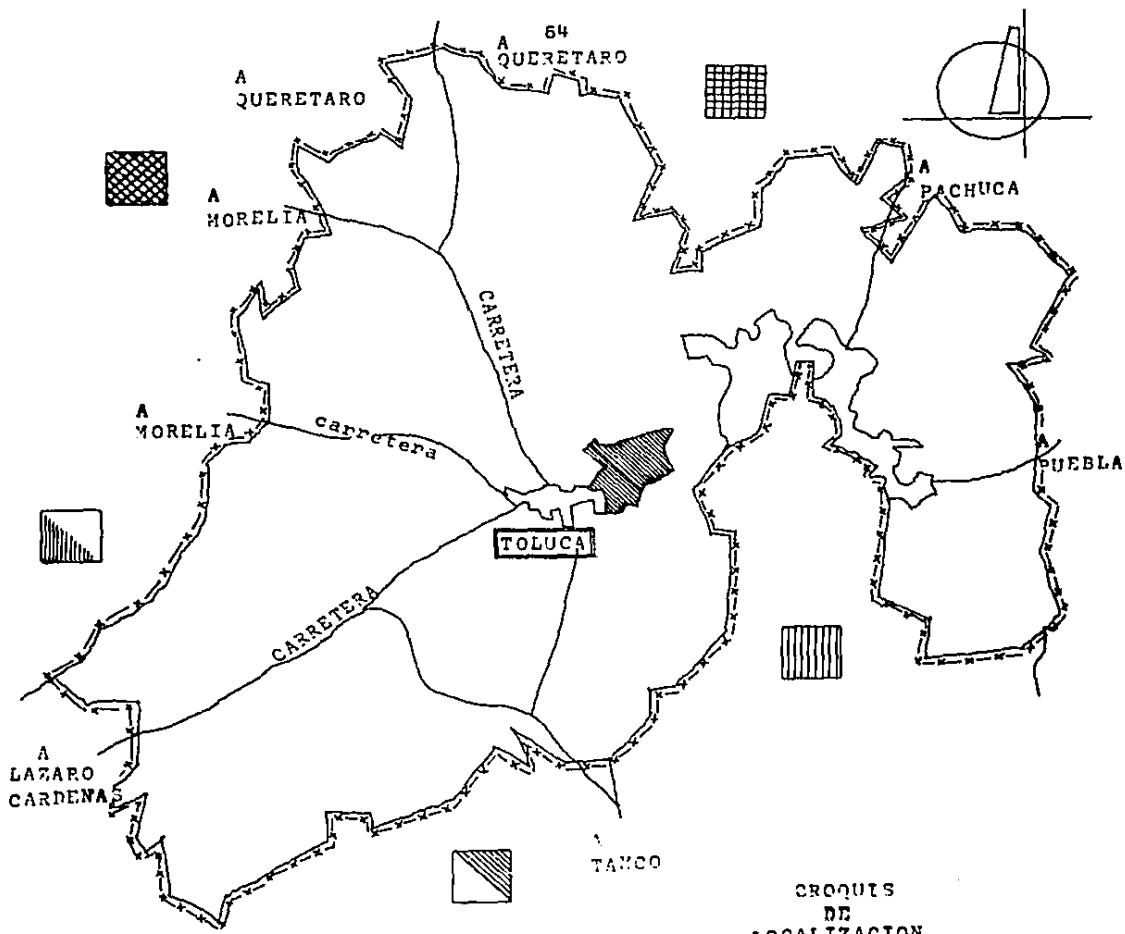 64
A
QUERETARO
A
QUERETARO
A
MORELIA
A
PACHUCA
CARRETERA
A
MORELIA
carretera
A
PUEBLA
TOLUCA
CARRETERA
A
LAZARO
CARDENAS
A
TAXCO
CROQUIS
DE
LOCALIZACION